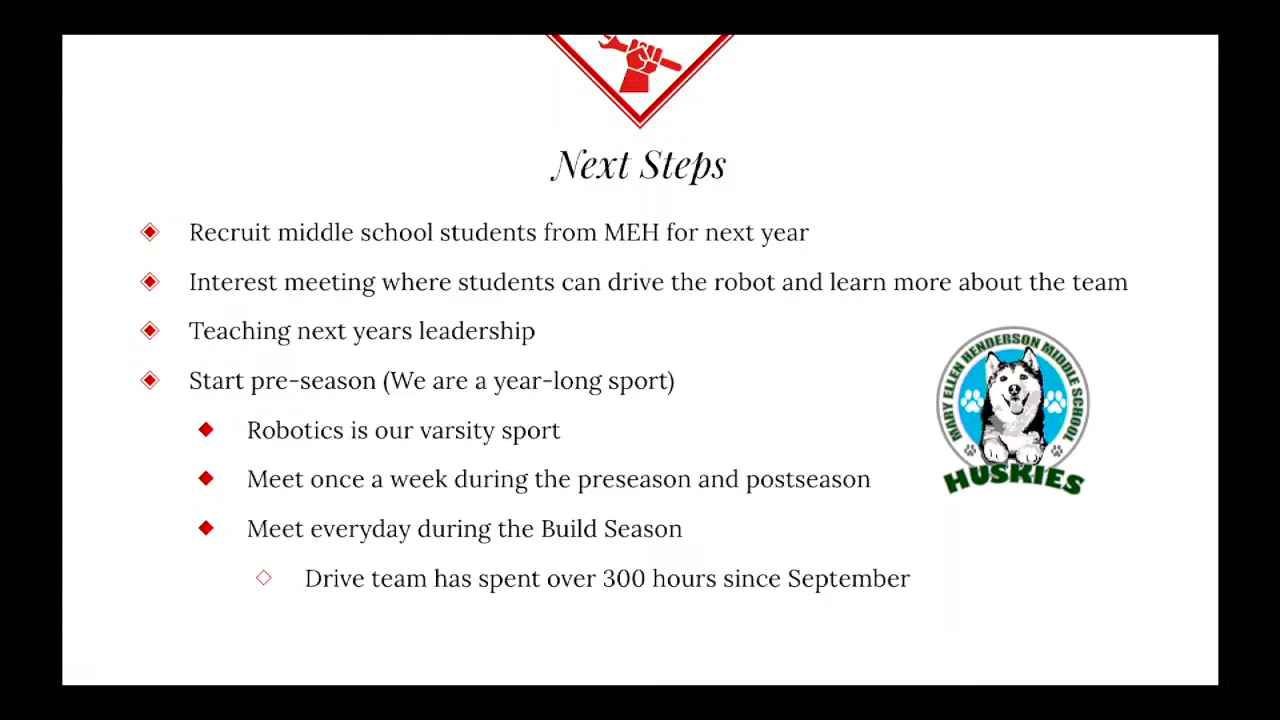 Next Steps
Recruit middle school students from MEH for next year
Interest meeting where students can drive the robot and learn more about the team
Teaching next years leadership
Start pre-season (We are a year-long sport)
Robotics is our varsity sport
Meet once a week during the preseason and postseason
Meet everyday during the Build Season
Drive team has spent over 300 hours since September
MARY ELLEN HENDERSON MIDDLE SCHOOL
HUSKIES